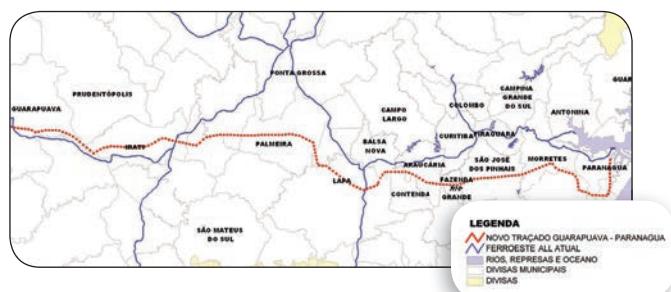 PONTA GROSSA
PRUDENTÓPOLIS
CAMPINA
GRANDE
DO SUL
GUAR
GUARAPUAVA
CAMPO
LARGO
COLOMBO
ANTONINA
IRATI
PALMEIRA
BALSA
NOVA
CURITIBA
PIRAQUARA
ARAUCÁRIA
SÃO JOSÉ
DOS PINHAIS
MORRETES
PARANAGUA
LAPA
CONTENDA
FAZENDA
RIO
GRANDE
SÃO MATEUS
DO SUL
LEGENDA
NOVO TRAÇADO GUARAPUAVA - PARANAGUA
FERROESTE ALL ATUAL
RIOS, REPRESAS E OCEANO
DIVISAS MUNICIPAIS
DIVISAS